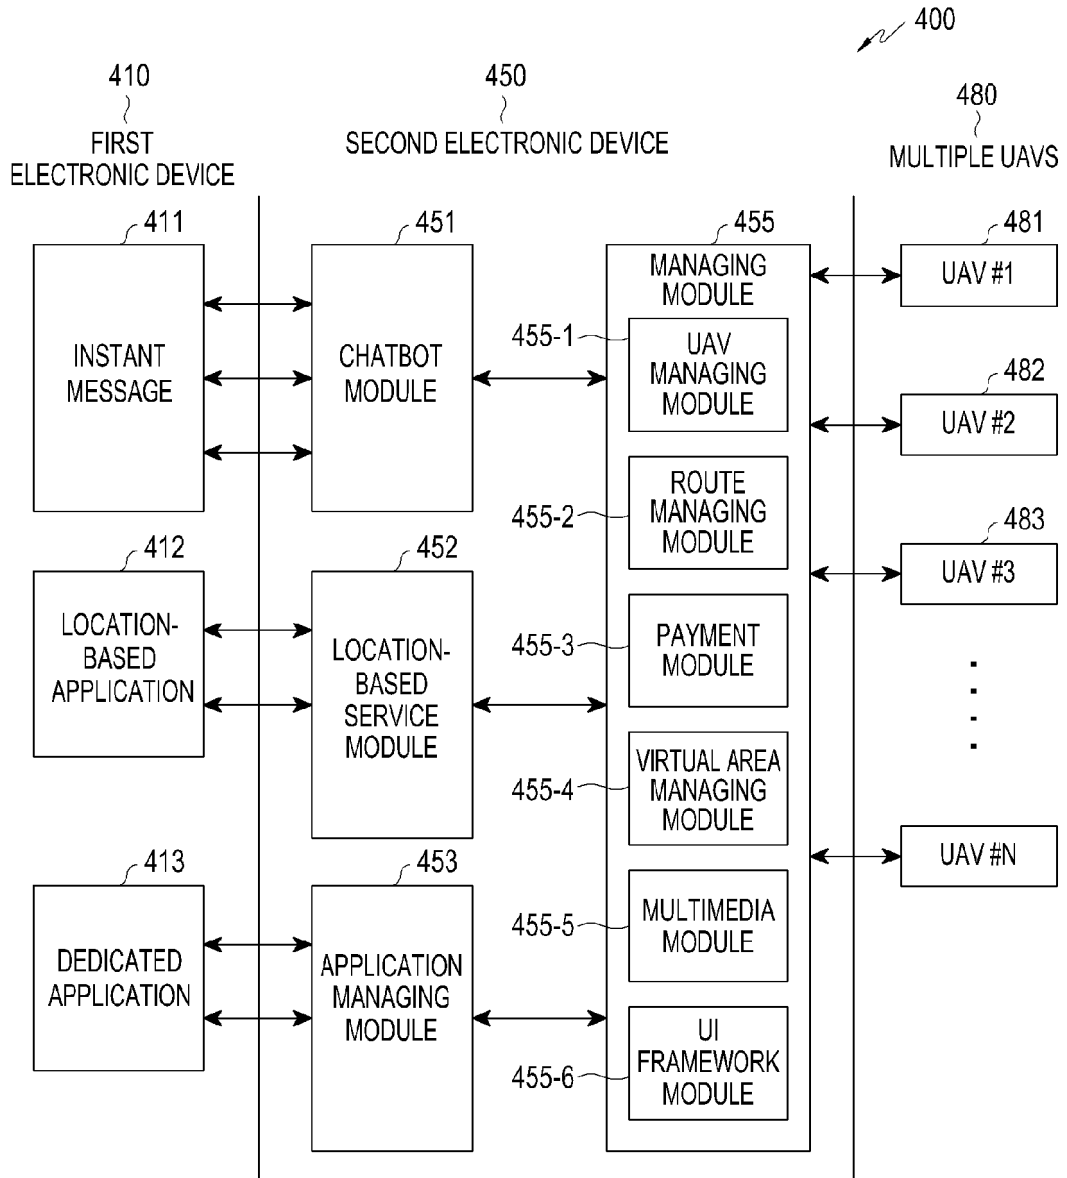 400
410
FIRST
ELECTRONIC DEVICE
450
SECOND ELECTRONIC DEVICE
480
MULTIPLE UAVS
411
INSTANT
MESSAGE
412
LOCATION-
BASED
APPLICATION
413
DEDICATED
APPLICATION
451
CHATBOT
MODULE
452
LOCATION-
BASED
SERVICE
MODULE
453
APPLICATION
MANAGING
MODULE
455
MANAGING
MODULE
455-1
UAV
MANAGING
MODULE
455-2
ROUTE
MANAGING
MODULE
455-3
PAYMENT
MODULE
455-4
VIRTUAL AREA
MANAGING
MODULE
455-5
MULTIMEDIA
MODULE
455-6
UI
FRAMEWORK
MODULE
481
UAV #1
482
UAV #2
483
UAV #3
UAV #N